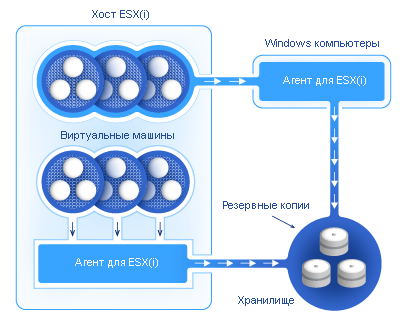 Хост ESX(i)
Windows компьютеры
Агент для ESX(i)
Виртуальные машины
Резервные копии
Агент для ESX(i)
Хранилище